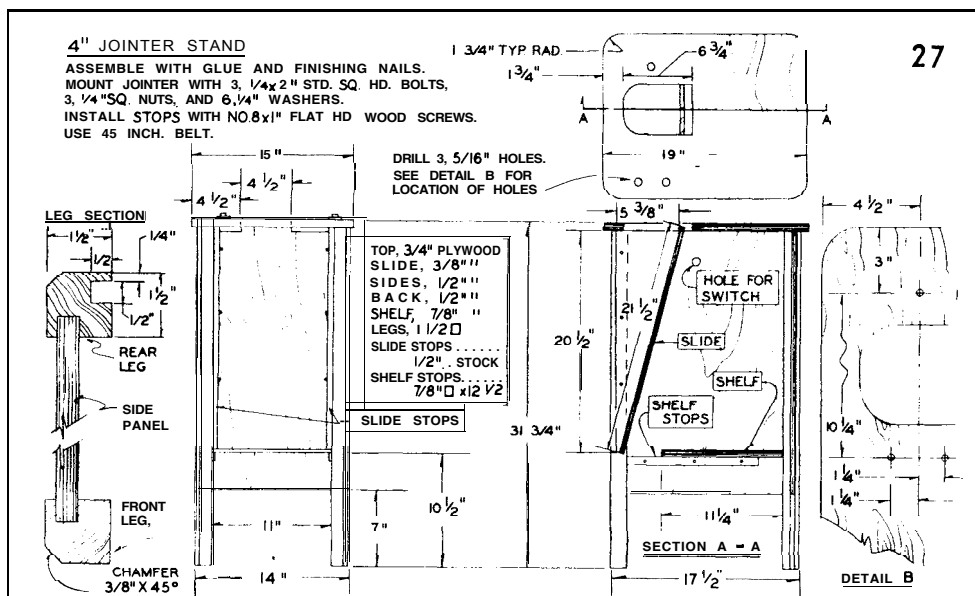 4" JOINTER STAND
27
ASSEMBLE WITH GLUE AND FINISHING NAILS.
MOUNT JOINTER WITH 3, 1/4x2" STD. SQ. HD. BOLTS,
3, 1/4"SQ. NUTS, AND 6, 1/4" WASHERS.
INSTALL STOPS WITH NO.8x1" FLAT HD WOOD SCREWS.
USE 45 INCH. BELT.
1 3/4" TYP. RAD.
6 3/4"
1 3/4"
A
A
19"
DRILL 3, 5/16" HOLES.
SEE DETAIL B FOR
LOCATION OF HOLES
15"
4 1/2"
4 1/2"
LEG SECTION
1 1/2"
1/4"
1/2
1 1/2"
1/2"
REAR
LEG
SIDE
PANEL
FRONT
LEG,
CHAMFER
3/8" X 45°
TOP, 3/4" PLYWOOD
SLIDE, 3/8" "
SIDES, 1/2" "
BACK, 1/2" "
SHELF, 7/8" "
LEGS, 1 1/2 □
SLIDE STOPS......
1/2" . . STOCK
SHELF STOPS......
7/8" □ x 12 1/2
SLIDE STOPS
11"
14"
7"
10 1/2"
31 3/4"
5 3/8"
HOLE FOR
SWITCH
21 1/2"
20 1/2"
SLIDE
SHELF
SHELF
STOPS
11 1/4"
SECTION A - A
17 1/2"
4 1/2"
3"
10 1/4"
1 1/4"
1 1/4"
DETAIL B